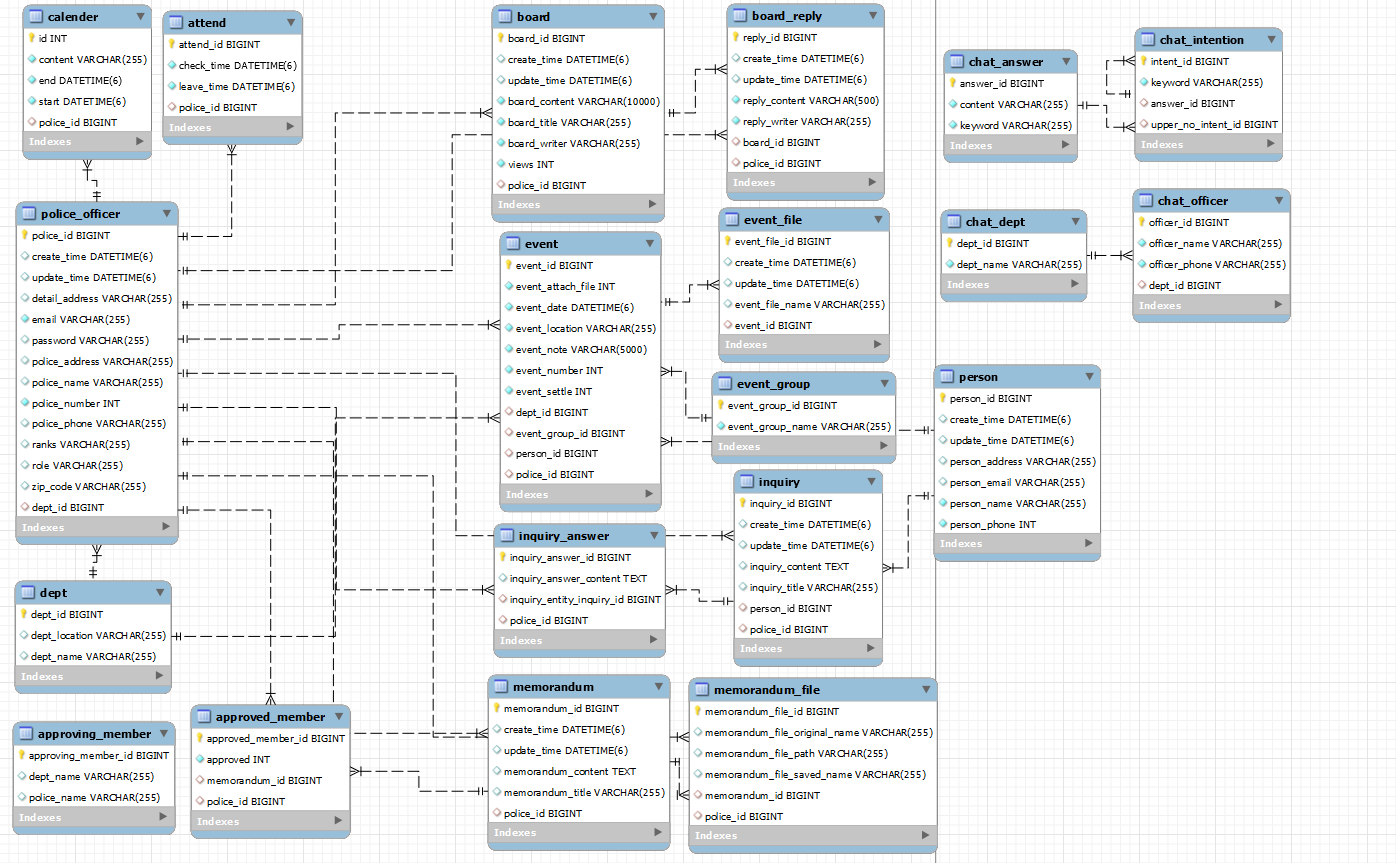 calender
id INT
content VARCHAR(255)
end DATETIME(6)
start DATETIME(6)
police_id BIGINT
Indexes
attend
attend_id BIGINT
check_time DATETIME(6)
leave_time DATETIME(6)
police_id BIGINT
Indexes
board
board_id BIGINT
create_time DATETIME(6)
update_time DATETIME(6)
board_content VARCHAR(10000)
board_title VARCHAR(255)
board_writer VARCHAR(255)
views INT
police_id BIGINT
Indexes
board_reply
reply_id BIGINT
create_time DATETIME(6)
update_time DATETIME(6)
reply_content VARCHAR(500)
reply_writer VARCHAR(255)
board_id BIGINT
police_id BIGINT
Indexes
chat_answer
answer_id BIGINT
content VARCHAR(255)
keyword VARCHAR(255)
Indexes
chat_intention
intent_id BIGINT
keyword VARCHAR(255)
answer_id BIGINT
upper_no_intent_id BIGINT
Indexes
police_officer
police_id BIGINT
create_time DATETIME(6)
update_time DATETIME(6)
detail_address VARCHAR(255)
email VARCHAR(255)
password VARCHAR(255)
police_address VARCHAR(255)
police_name VARCHAR(255)
police_number INT
police_phone VARCHAR(255)
ranks VARCHAR(255)
role VARCHAR(255)
zip_code VARCHAR(255)
dept_id BIGINT
Indexes
event
event_id BIGINT
event_attach_file INT
event_date DATETIME(6)
event_location VARCHAR(255)
event_note VARCHAR(5000)
event_number INT
event_settle INT
dept_id BIGINT
event_group_id BIGINT
person_id BIGINT
police_id BIGINT
Indexes
event_file
event_file_id BIGINT
create_time DATETIME(6)
update_time DATETIME(6)
event_file_name VARCHAR(255)
event_id BIGINT
Indexes
chat_dept
dept_id BIGINT
dept_name VARCHAR(255)
Indexes
chat_officer
officer_id BIGINT
officer_name VARCHAR(255)
officer_phone VARCHAR(255)
dept_id BIGINT
Indexes
event_group
event_group_id BIGINT
event_group_name VARCHAR(255)
Indexes
person
person_id BIGINT
create_time DATETIME(6)
update_time DATETIME(6)
person_address VARCHAR(255)
person_email VARCHAR(255)
person_name VARCHAR(255)
person_phone INT
Indexes
inquiry
inquiry_id BIGINT
create_time DATETIME(6)
update_time DATETIME(6)
inquiry_content TEXT
inquiry_title VARCHAR(255)
person_id BIGINT
police_id BIGINT
Indexes
inquiry_answer
inquiry_answer_id BIGINT
inquiry_answer_content TEXT
inquiry_entity_inquiry_id BIGINT
police_id BIGINT
Indexes
dept
dept_id BIGINT
dept_location VARCHAR(255)
dept_name VARCHAR(255)
Indexes
approving_member
approving_member_id BIGINT
dept_name VARCHAR(255)
police_name VARCHAR(255)
Indexes
approved_member
approved_member_id BIGINT
approved INT
memorandum_id BIGINT
police_id BIGINT
Indexes
memorandum
memorandum_id BIGINT
create_time DATETIME(6)
update_time DATETIME(6)
memorandum_content TEXT
memorandum_title VARCHAR(255)
police_id BIGINT
Indexes
memorandum_file
memorandum_file_id BIGINT
memorandum_file_original_name VARCHAR(255)
memorandum_file_path VARCHAR(255)
memorandum_file_saved_name VARCHAR(255)
memorandum_id BIGINT
police_id BIGINT
Indexes